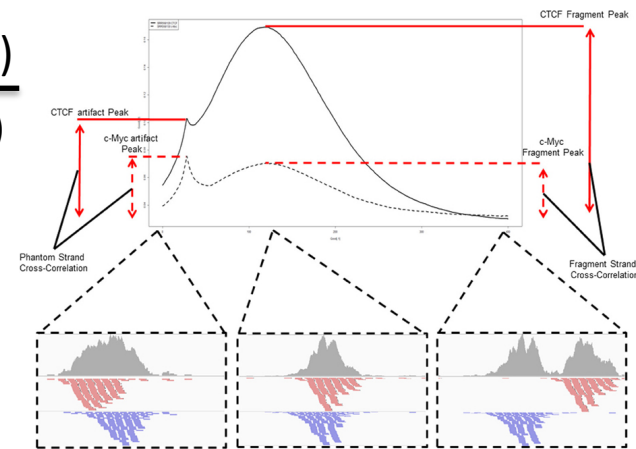 )
)
CTCF Fragment Peak
CTCF artifact Peak
c-Myc artifact
Peak
c-Myc
Fragment Peak
Phantom Strand
Cross-Correlation
Fragment Strand
Cross-Correlation